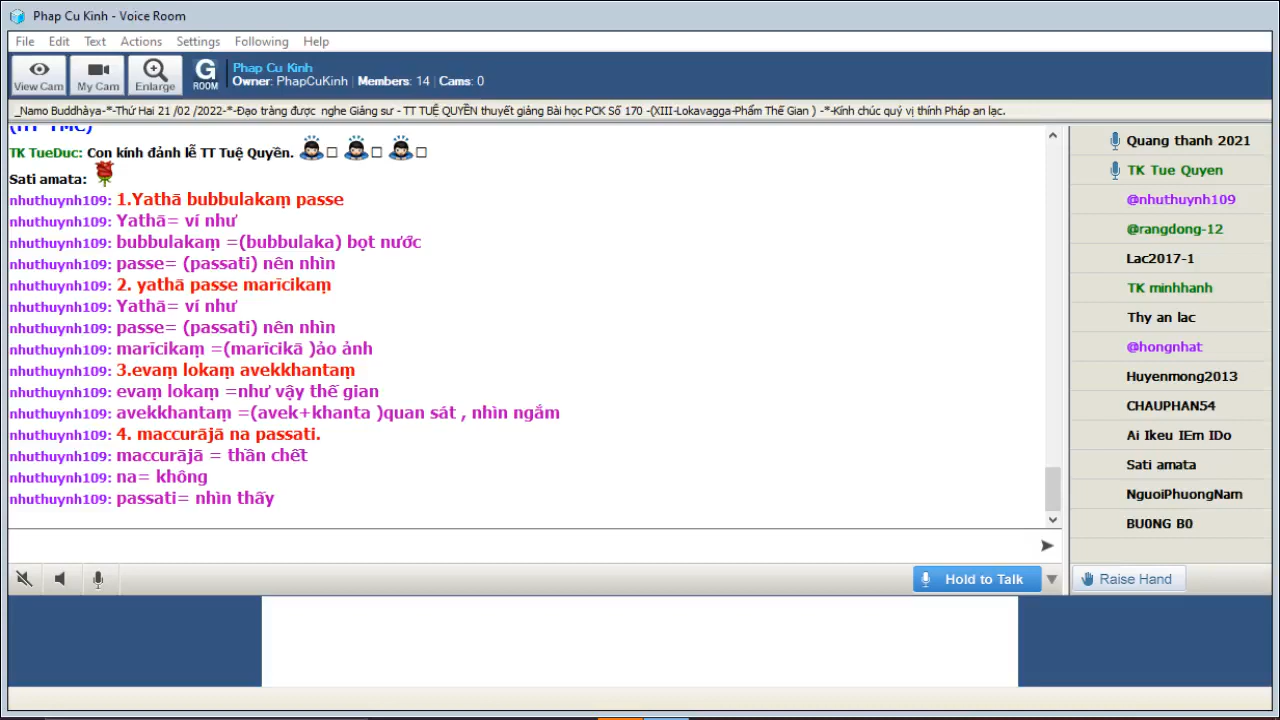 Phap Cu Kinh - Voice Room
File Edit Text Actions Settings Following Help
View Cam My Cam Enlarge G ROOM
Phap Cu Kinh
Owner: PhapCuKinh | Members: 14 | Cams: 0
_Namo Buddhàya-*-Thứ Hai 21 /02 /2022-*-Đạo tràng được nghe Giảng sư - TT TUỆ QUYỀN thuyết giảng Bài học PCK Số 170 -(XIII-Lokavagga-Phẩm Thế Gian ) -*-Kính chúc quý vị thính Pháp an lạc.
(HT TMC)
TK TueDuc: Con kính đảnh lễ TT Tuệ Quyền.
Sati amata:
nhuthuynh109: 1.Yathā bubbulakaṃ passe
nhuthuynh109: Yathā= ví như
nhuthuynh109: bubbulakaṃ =(bubbulaka) bọt nước
nhuthuynh109: passe= (passati) nên nhìn
nhuthuynh109: 2. yathā passe marīcikaṃ
nhuthuynh109: Yathā= ví như
nhuthuynh109: passe= (passati) nên nhìn
nhuthuynh109: marīcikaṃ =(marīcikā )ảo ảnh
nhuthuynh109: 3.evaṃ lokaṃ avekkhantaṃ
nhuthuynh109: evaṃ lokaṃ =như vậy thế gian
nhuthuynh109: avekkhantaṃ =(avek+khanta )quan sát , nhìn ngắm
nhuthuynh109: 4. maccurājā na passati.
nhuthuynh109: maccurājā = thần chết
nhuthuynh109: na= không
nhuthuynh109: passati= nhìn thấy
Quang thanh 2021
TK Tue Quyen
@nhuthuynh109
@rangdong-12
Lac2017-1
TK minhhanh
Thy an lac
@hongnhat
Huyenmong2013
CHAUPHAN54
Ai Ikeu IEm IDo
Sati amata
NguoiPhuongNam
BU0NG B0
Hold to Talk
Raise Hand